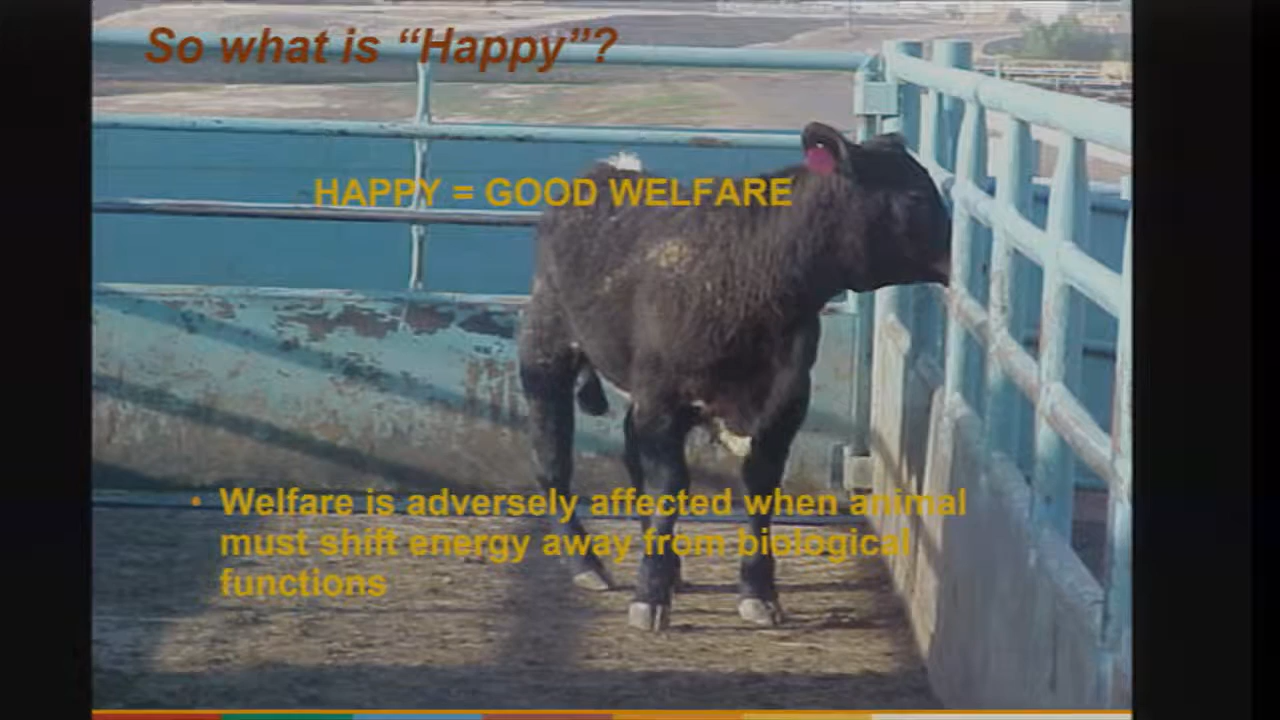 So what is “Happy”?
HAPPY = GOOD WELFARE
• Welfare is adversely affected when animal
must shift energy away from biological
functions